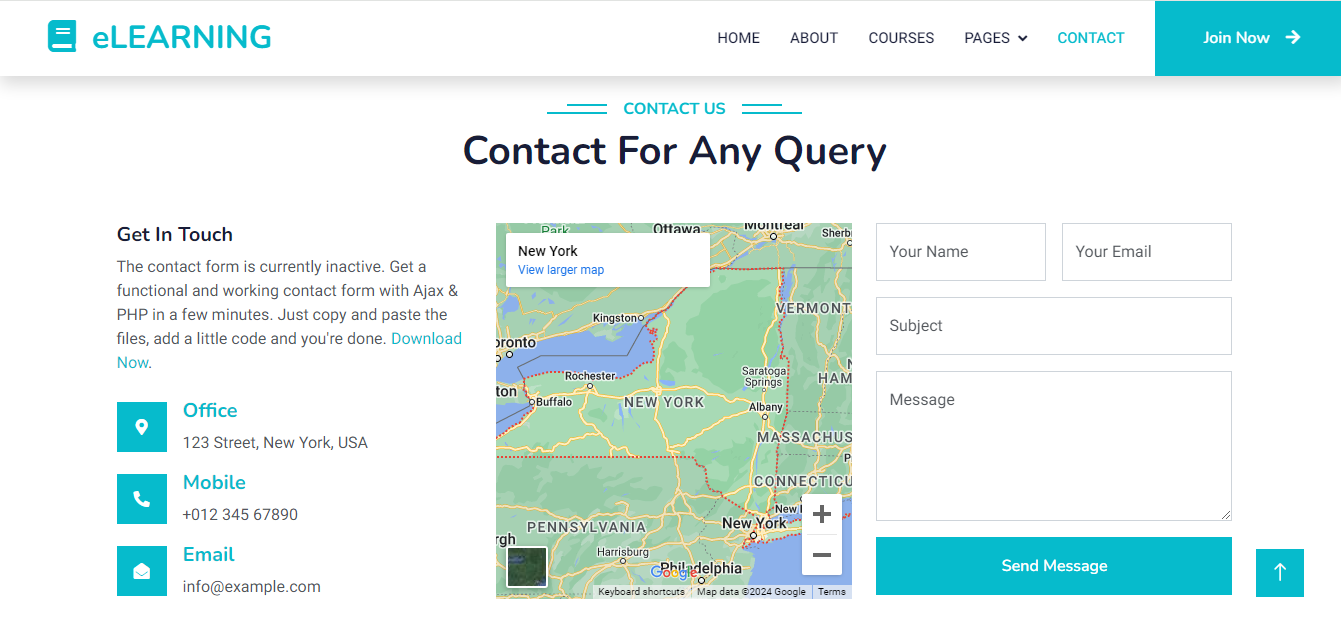 eLEARNING
HOME ABOUT COURSES PAGES CONTACT Join Now
CONTACT US
Contact For Any Query
Get In Touch
The contact form is currently inactive. Get a
functional and working contact form with Ajax &
PHP in a few minutes. Just copy and paste the
files, add a little code and you're done. Download
Now.
Office
123 Street, New York, USA
Mobile
+012 345 67890
Email
info@example.com
Park
Ottawa
Montreal
Sherb
New York
View larger map
VERMONT
Kingston
oronto
Rochester
Saratoga
Springs
HAM
ton
Buffalo
NEW YORK
Albany
MASSACHUS
CONNECTICU
New
New York
PENNSYLVANIA
gh
Harrisburg
Philadelphia
Google
Keyboard shortcuts Map data ©2024 Google Terms
Your Name
Your Email
Subject
Message
Send Message